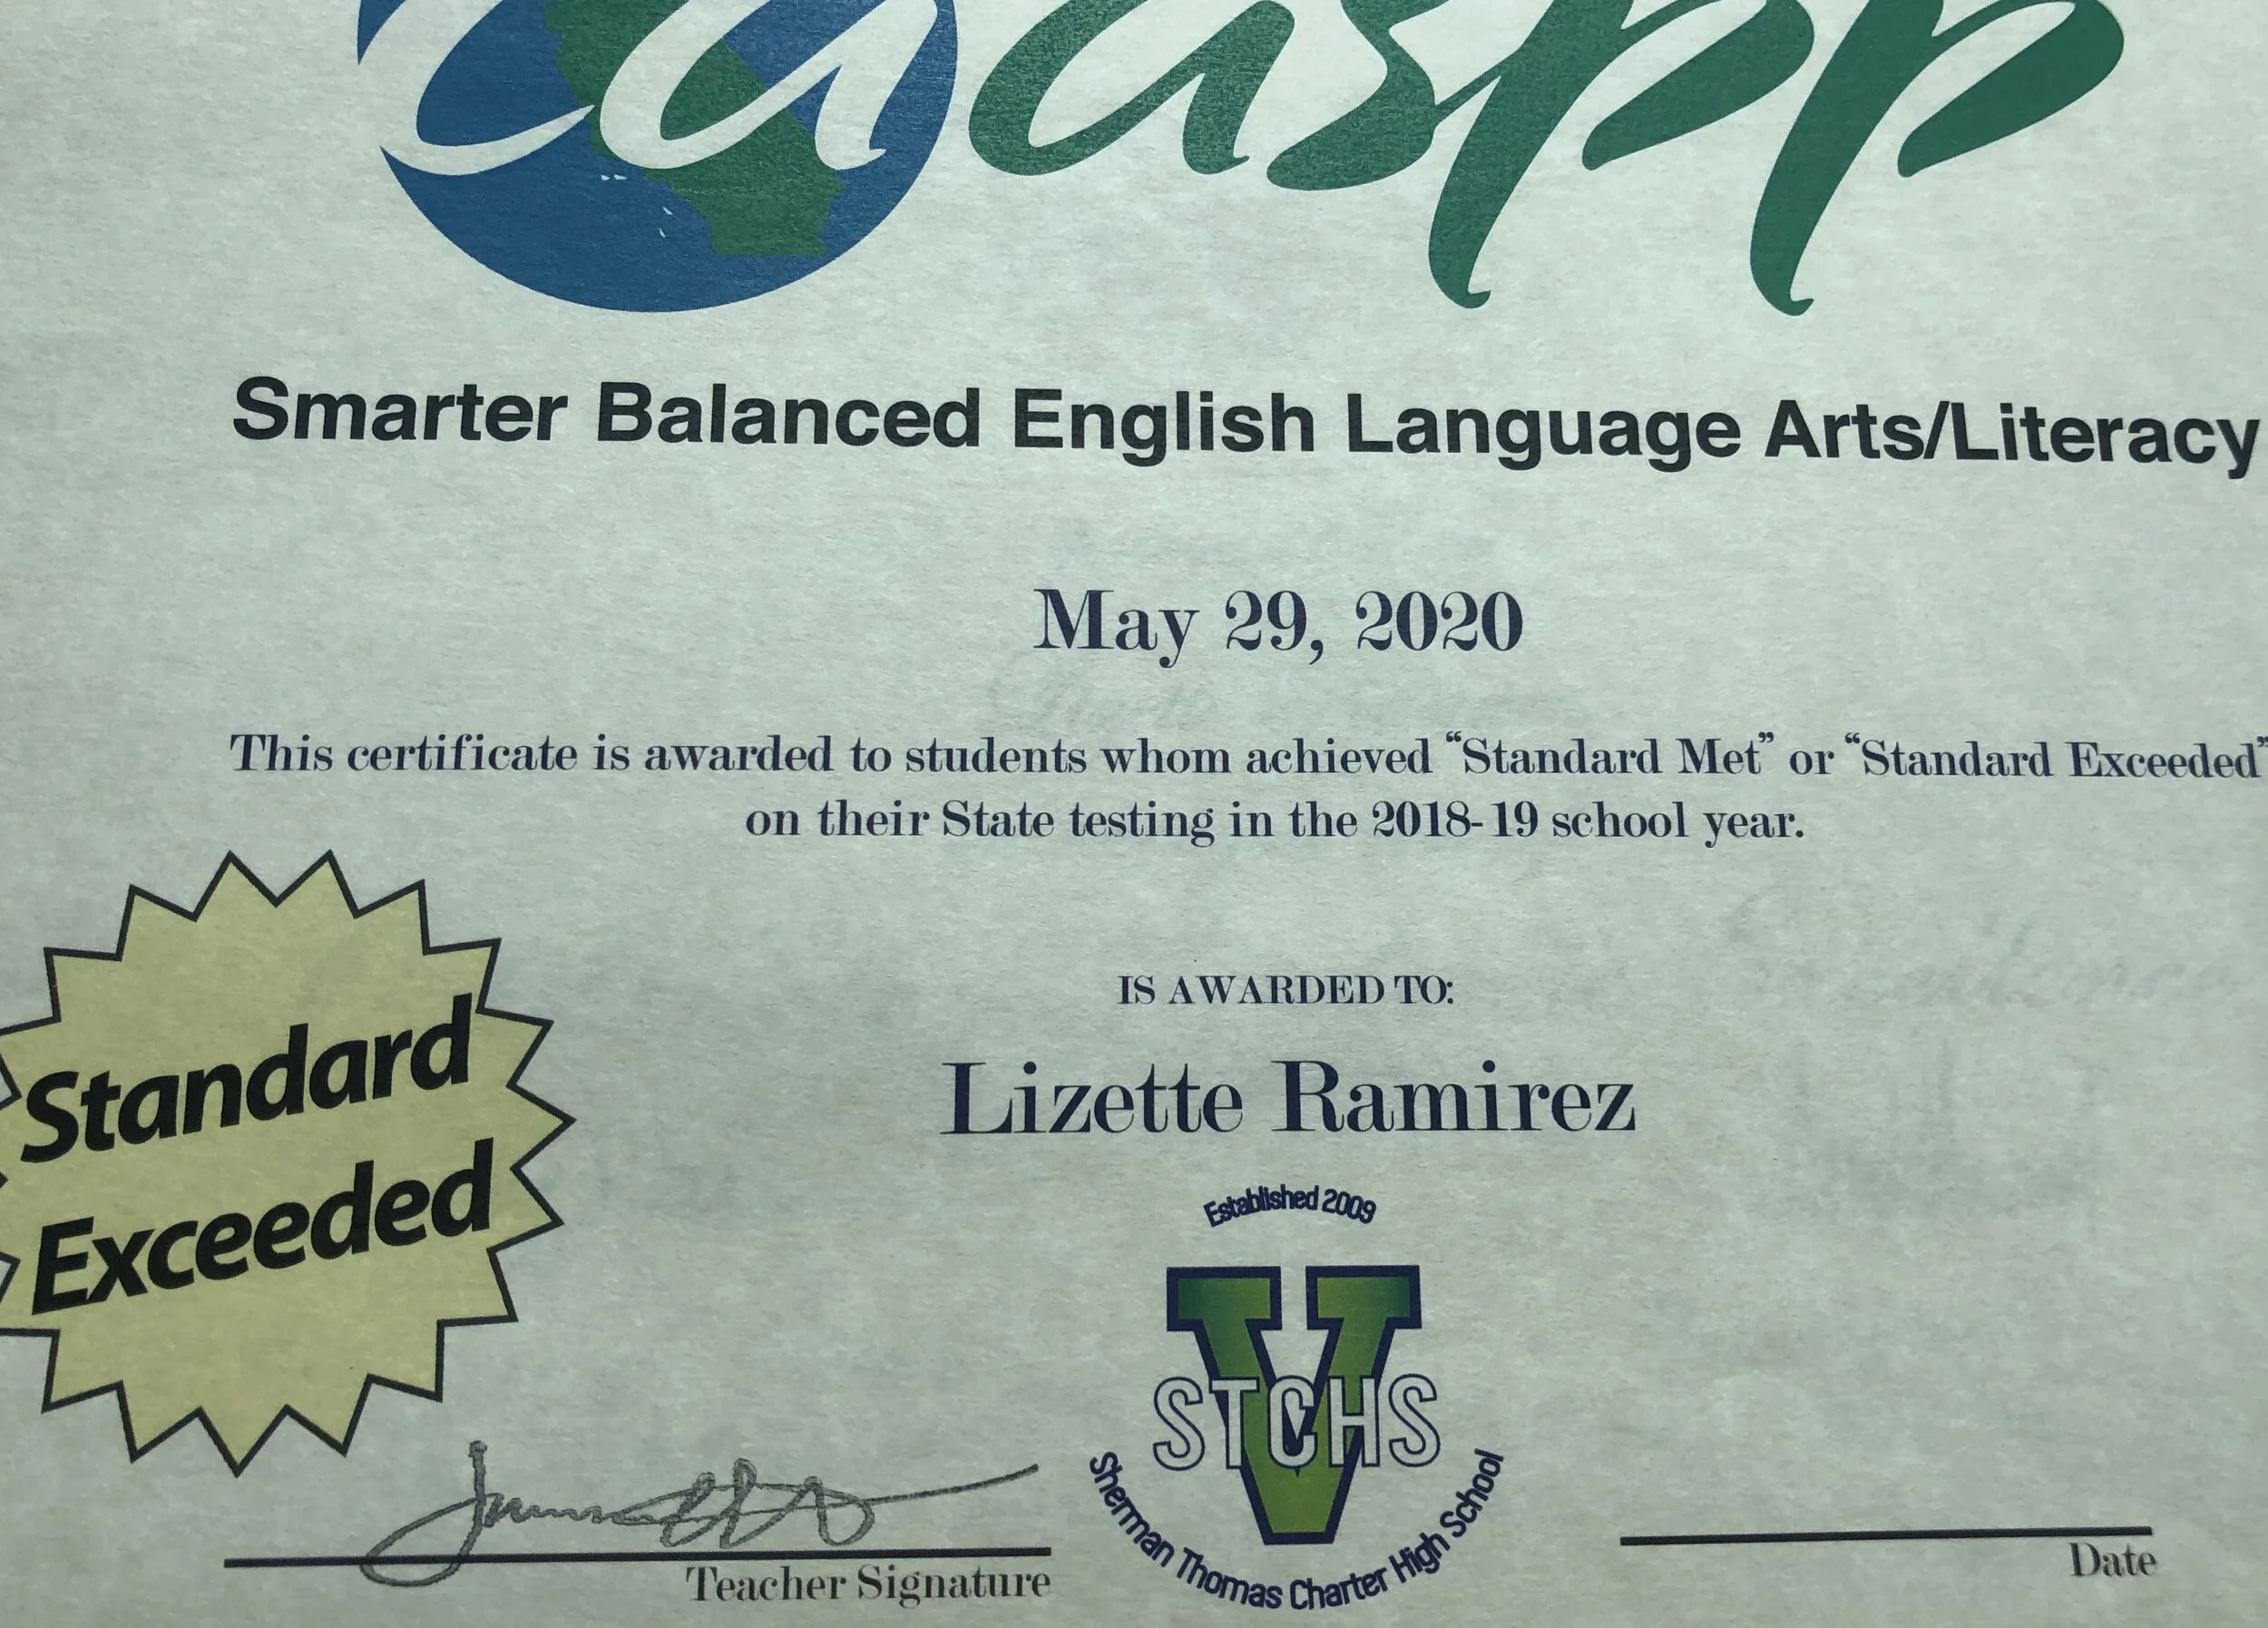 caaspp
Smarter Balanced English Language Arts/Literacy
May 29, 2020
This certificate is awarded to students whom achieved “Standard Met” or “Standard Exceeded”
on their State testing in the 2018-19 school year.
IS AWARDED TO:
Lizette Ramirez
Standard
Exceeded
Established 2009
V
STCHS
Sherman Thomas Charter High School
Teacher Signature
Date